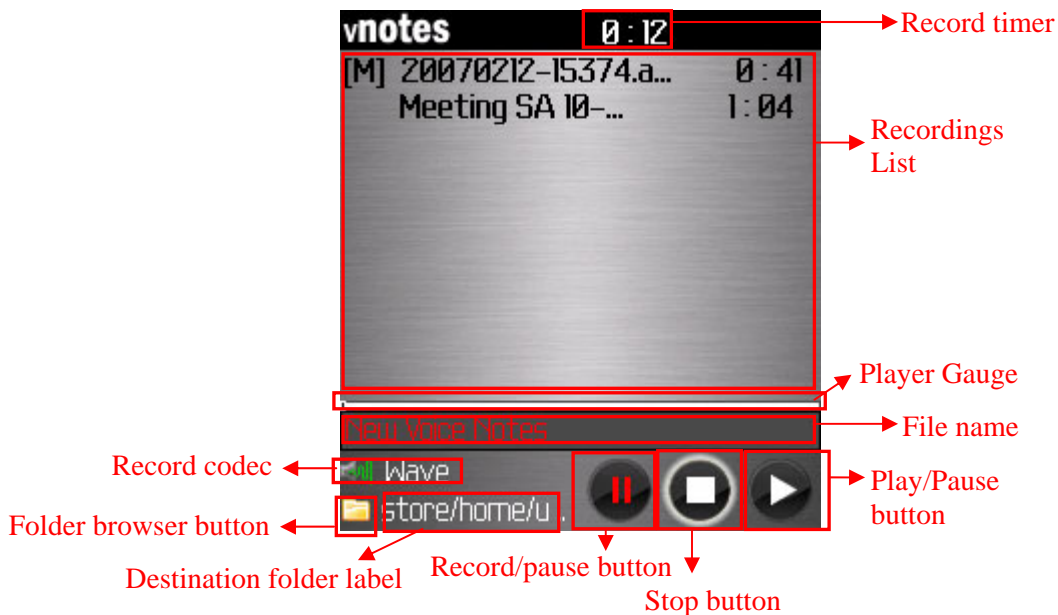 vnotes 0:12
Record timer
[M] 20070212-15374.a... 0:41
Meeting SA 10-... 1:04
Recordings
List
Player Gauge
New Voice Notes
File name
Record codec
Wave
Play/Pause
button
Folder browser button
store/home/u .
Destination folder label
Record/pause button
Stop button